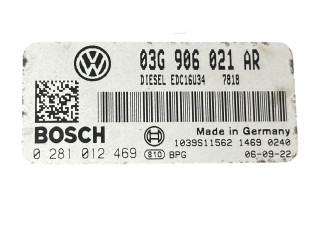 03G 906 021 AR
DIESEL EDC16U34 7818
BOSCH
Made in Germany
1039S11562 1469 0240
0 281 012 469 810 BPG 06-09-22